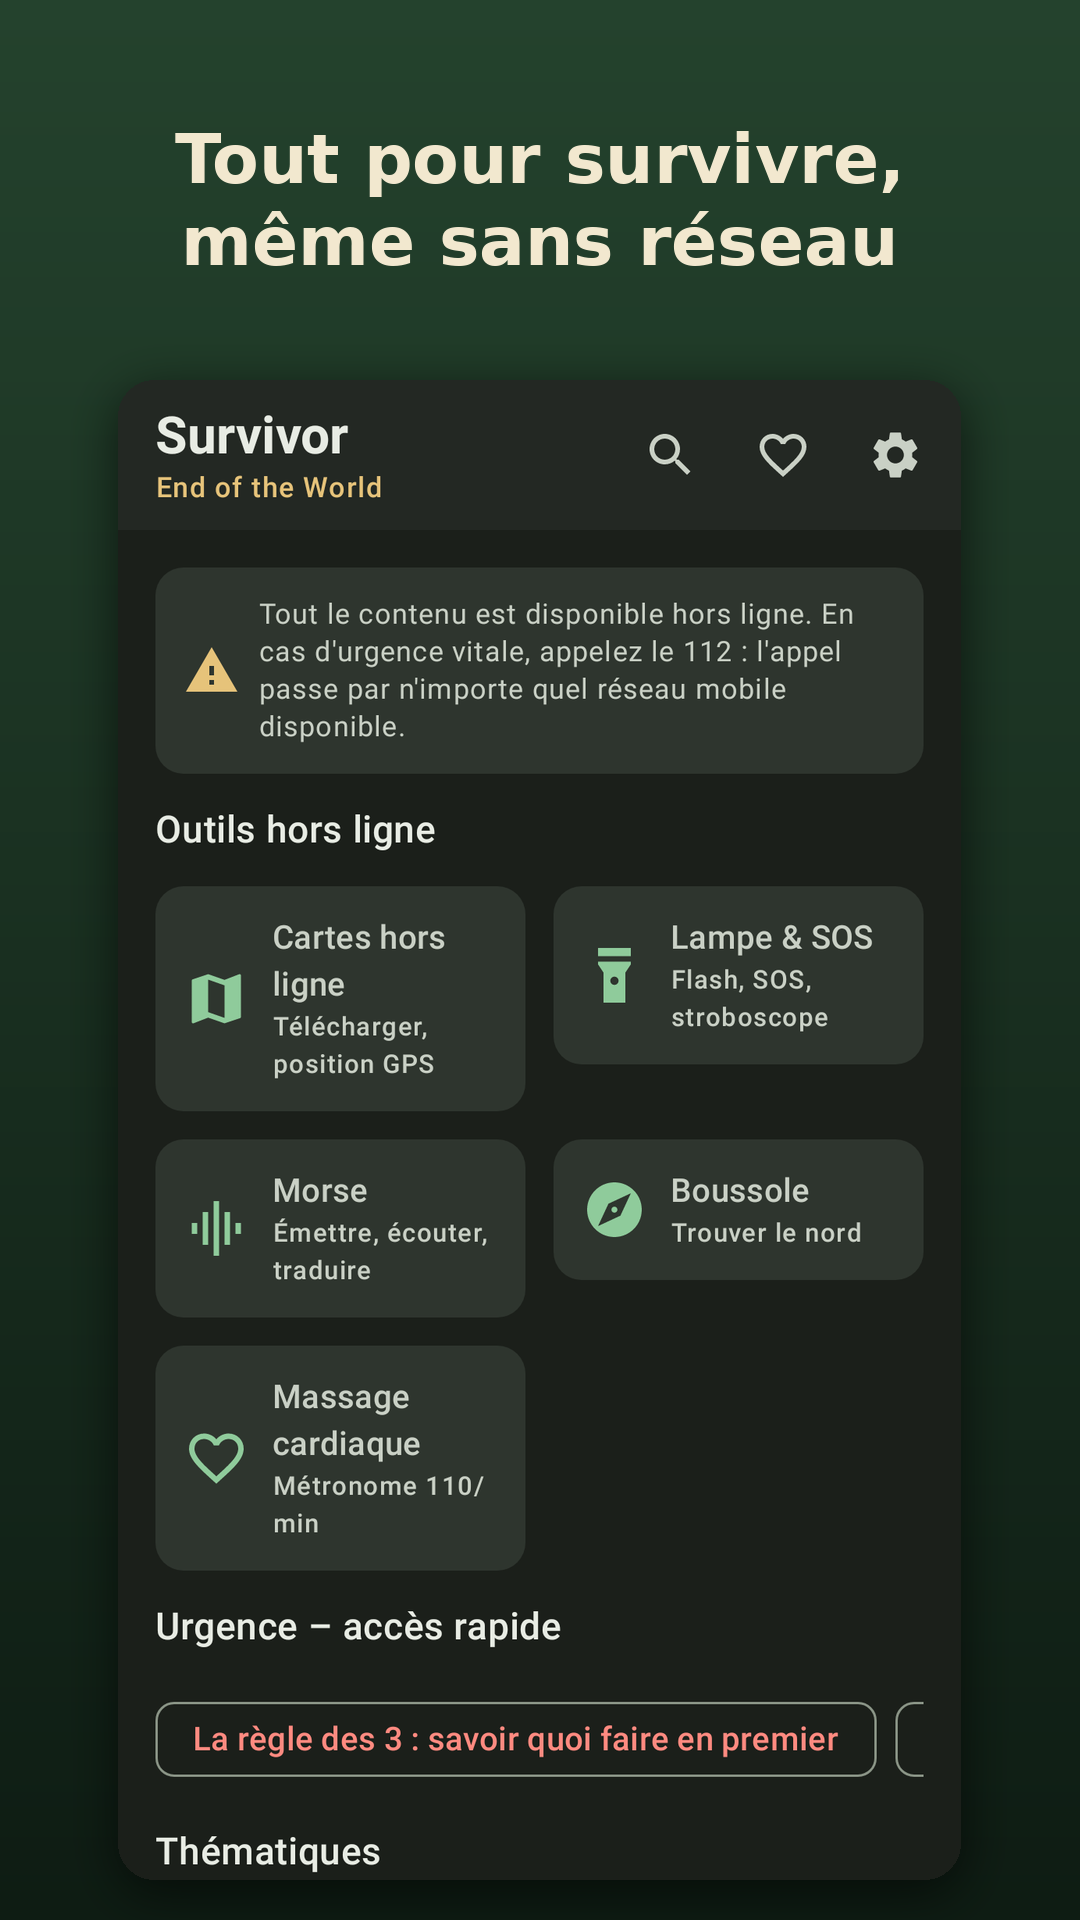 Tout pour survivre,
même sans réseau
Survivor
End of the World
Tout le contenu est disponible hors ligne. En
cas d'urgence vitale, appelez le 112 : l'appel
passe par n'importe quel réseau mobile
disponible.
Outils hors ligne
Cartes hors
ligne
Télécharger,
position GPS
Lampe & SOS
Flash, SOS,
stroboscope
Morse
Émettre, écouter,
traduire
Boussole
Trouver le nord
Massage
cardiaque
Métronome 110/
min
Urgence – accès rapide
La règle des 3 : savoir quoi faire en premier
Thématiques